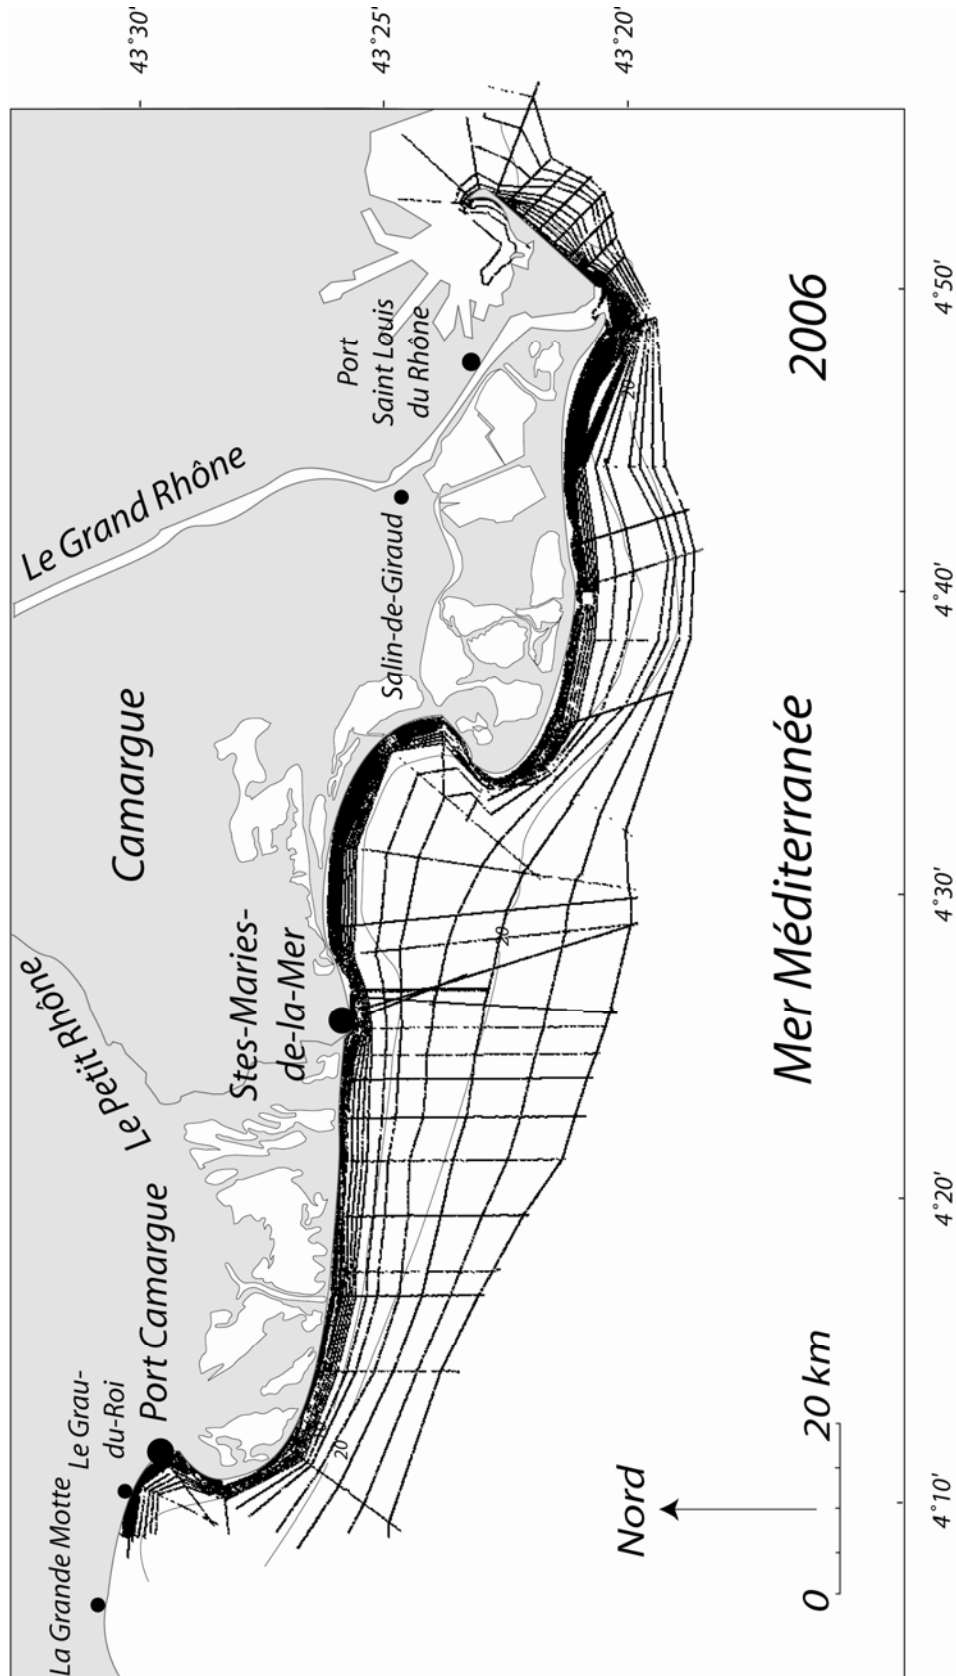 43°30'
43°25'
43°20'
La Grande Motte
Le Grau-
du-Roi
Port Camargue
Le Petit Rhône
Camargue
Stes-Maries-
de-la-Mer
Le Grand Rhône
Salin-de-Giraud
Port
Saint Louis
du Rhône
20
20
20
Mer Méditerranée
2006
Nord
0 20 km
4°10'
4°20'
4°30'
4°40'
4°50'